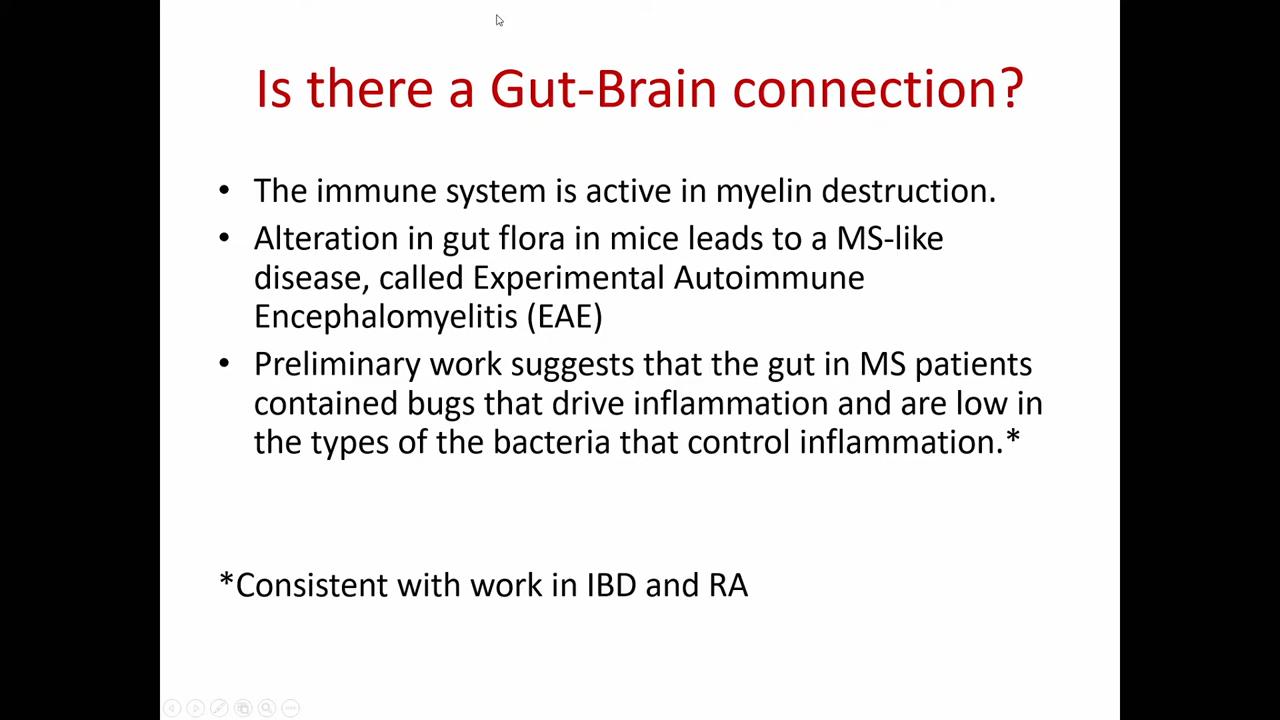 Is there a Gut-Brain connection?
• The immune system is active in myelin destruction.
• Alteration in gut flora in mice leads to a MS-like
disease, called Experimental Autoimmune
Encephalomyelitis (EAE)
• Preliminary work suggests that the gut in MS patients
contained bugs that drive inflammation and are low in
the types of the bacteria that control inflammation.*
*Consistent with work in IBD and RA